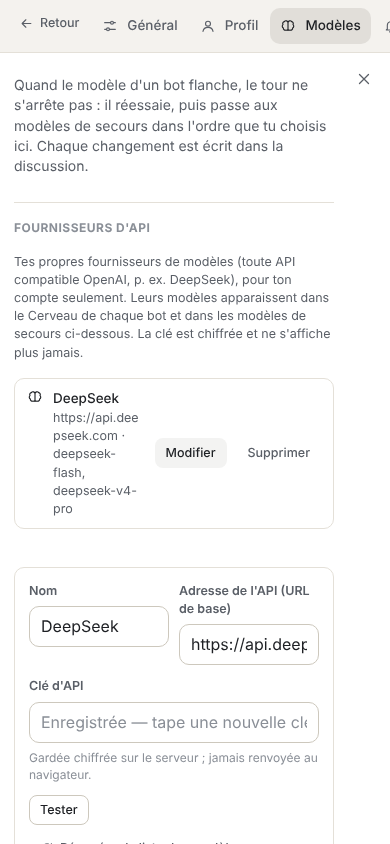 Retour
Général
Profil
Modèles
Quand le modèle d'un bot flanche, le tour ne
s'arrête pas : il réessaie, puis passe aux
modèles de secours dans l'ordre que tu choisis
ici. Chaque changement est écrit dans la
discussion.
FOURNISSEURS D'API
Tes propres fournisseurs de modèles (toute API
compatible OpenAI, p. ex. DeepSeek), pour ton
compte seulement. Leurs modèles apparaissent dans
le Cerveau de chaque bot et dans les modèles de
secours ci-dessous. La clé est chiffrée et ne s'affiche
plus jamais.
DeepSeek
https://api.dee
pseek.com ·
deepseek-
flash,
deepseek-v4-
pro
Modifier
Supprimer
Nom
Adresse de l'API (URL
de base)
DeepSeek
https://api.deep
Clé d'API
Enregistrée — tape une nouvelle clé
Gardée chiffrée sur le serveur ; jamais renvoyée au
navigateur.
Tester